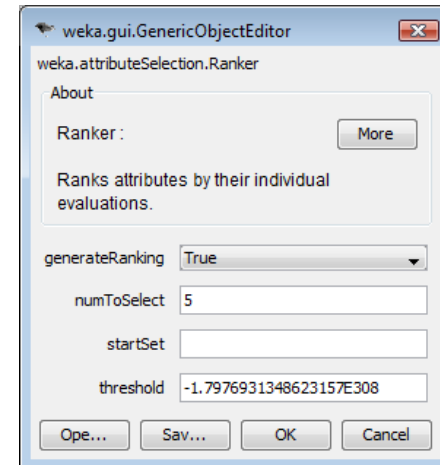 weka.gui.GenericObjectEditor
weka.attributeSelection.Ranker
About
Ranker :
More
Ranks attributes by their individual
evaluations.
generateRanking True
numToSelect 5
startSet
threshold -1.7976931348623157E308
Ope... Sav... OK Cancel